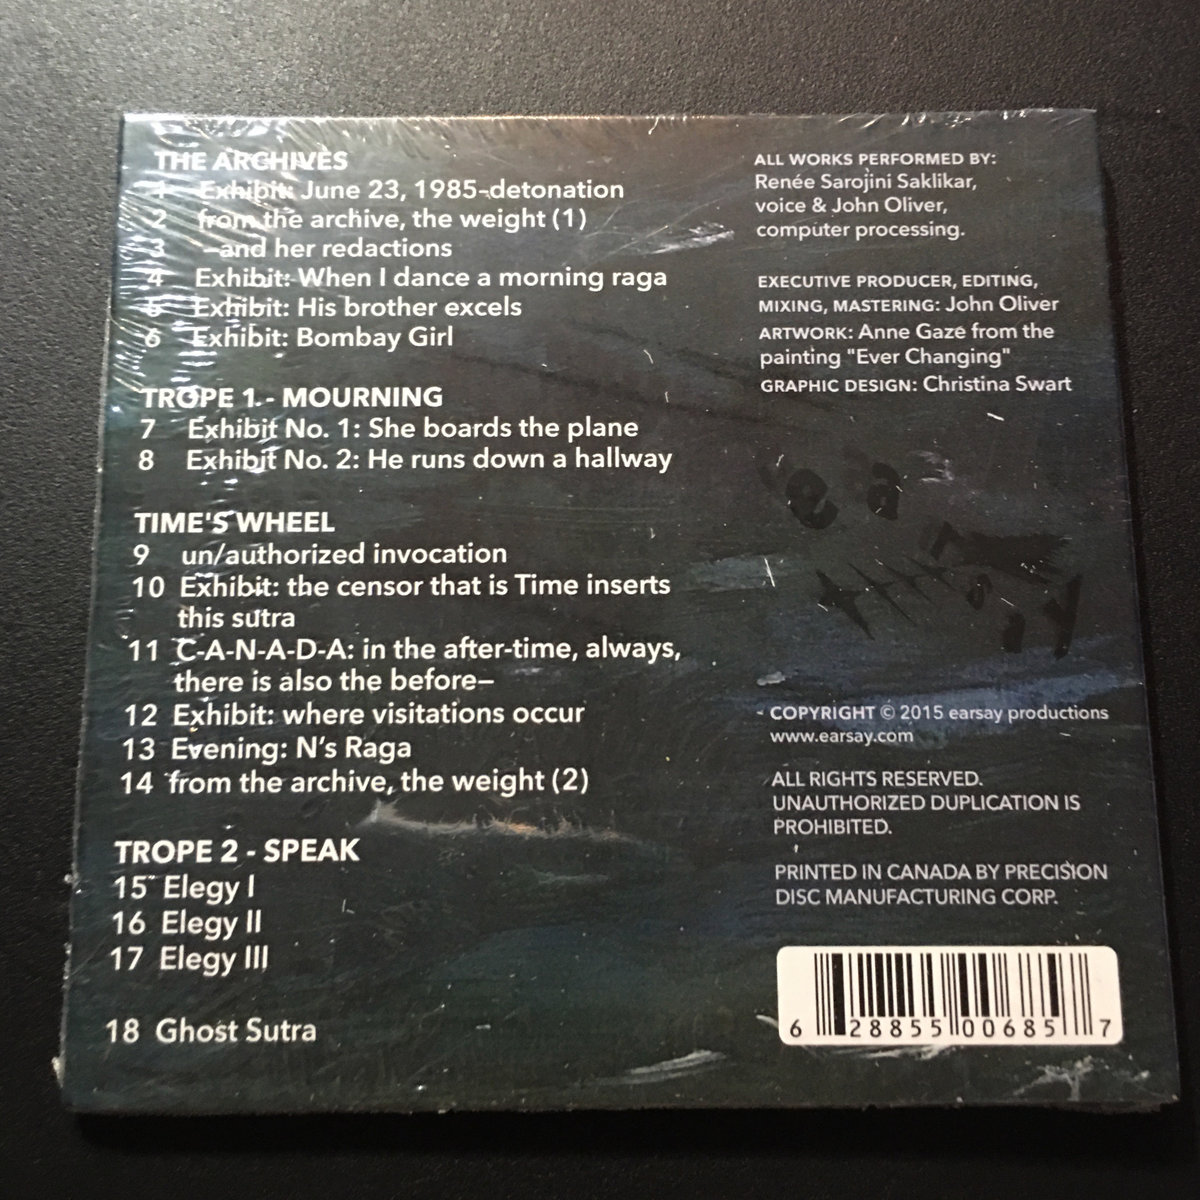 THE ARCHIVES
1 Exhibit: June 23, 1985-detonation
2 from the archive, the weight (1)
3 —and her redactions
4 Exhibit: When I dance a morning raga
5 Exhibit: His brother excels
6 Exhibit: Bombay Girl
TROPE 1 - MOURNING
7 Exhibit No. 1: She boards the plane
8 Exhibit No. 2: He runs down a hallway
TIME'S WHEEL
9 un/authorized invocation
10 Exhibit: the censor that is Time inserts
this sutra
11 C-A-N-A-D-A: in the after-time, always,
there is also the before—
12 Exhibit: where visitations occur
13 Evening: N's Raga
14 from the archive, the weight (2)
TROPE 2 - SPEAK
15 Elegy I
16 Elegy II
17 Elegy III
18 Ghost Sutra
ALL WORKS PERFORMED BY:
Renée Sarojini Saklikar,
voice & John Oliver,
computer processing.
EXECUTIVE PRODUCER, EDITING,
MIXING, MASTERING: John Oliver
ARTWORK: Anne Gaze from the
painting "Ever Changing"
GRAPHIC DESIGN: Christina Swart
COPYRIGHT © 2015 earsay productions
www.earsay.com
ALL RIGHTS RESERVED.
UNAUTHORIZED DUPLICATION IS
PROHIBITED.
PRINTED IN CANADA BY PRECISION
DISC MANUFACTURING CORP.
6 28855 00685 7